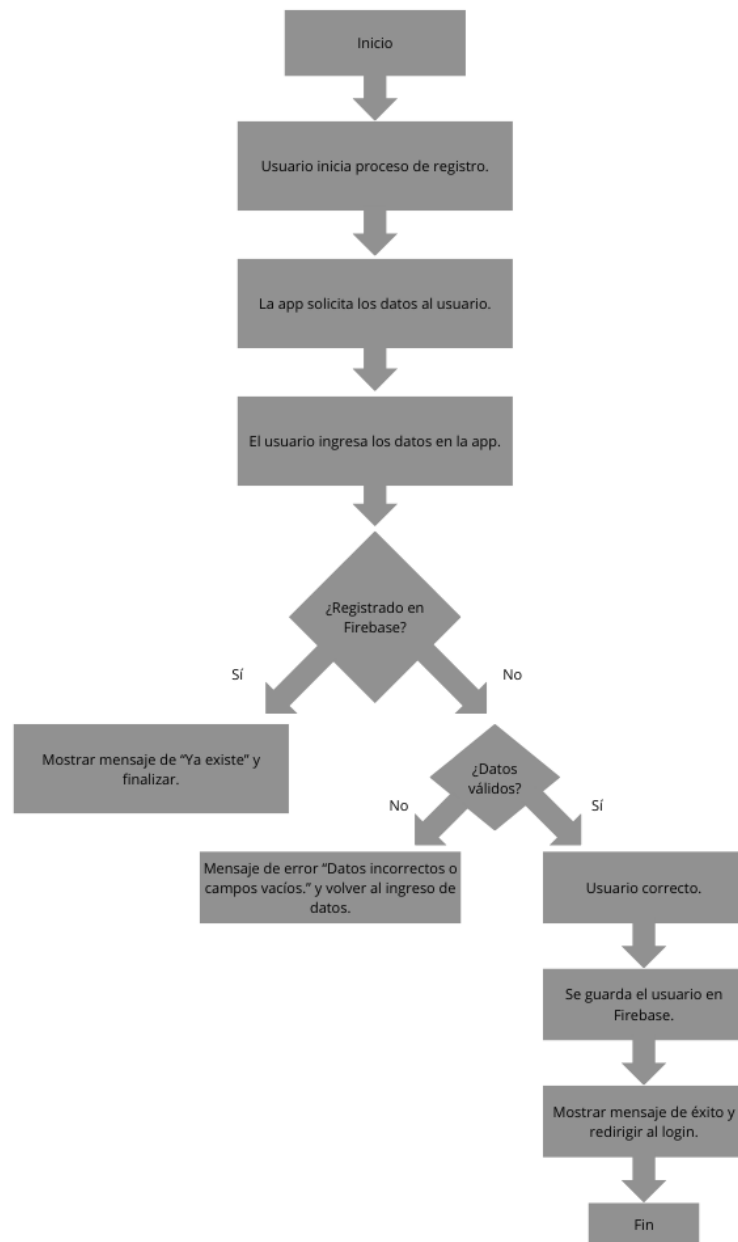 Inicio
Usuario inicia proceso de registro.
La app solicita los datos al usuario.
El usuario ingresa los datos en la app.
¿Registrado en
Firebase?
Sí
No
Mostrar mensaje de “Ya existe” y
finalizar.
¿Datos
válidos?
No
Sí
Mensaje de error “Datos incorrectos o
campos vacíos.” y volver al ingreso de
datos.
Usuario correcto.
Se guarda el usuario en
Firebase.
Mostrar mensaje de éxito y
redirigir al login.
Fin